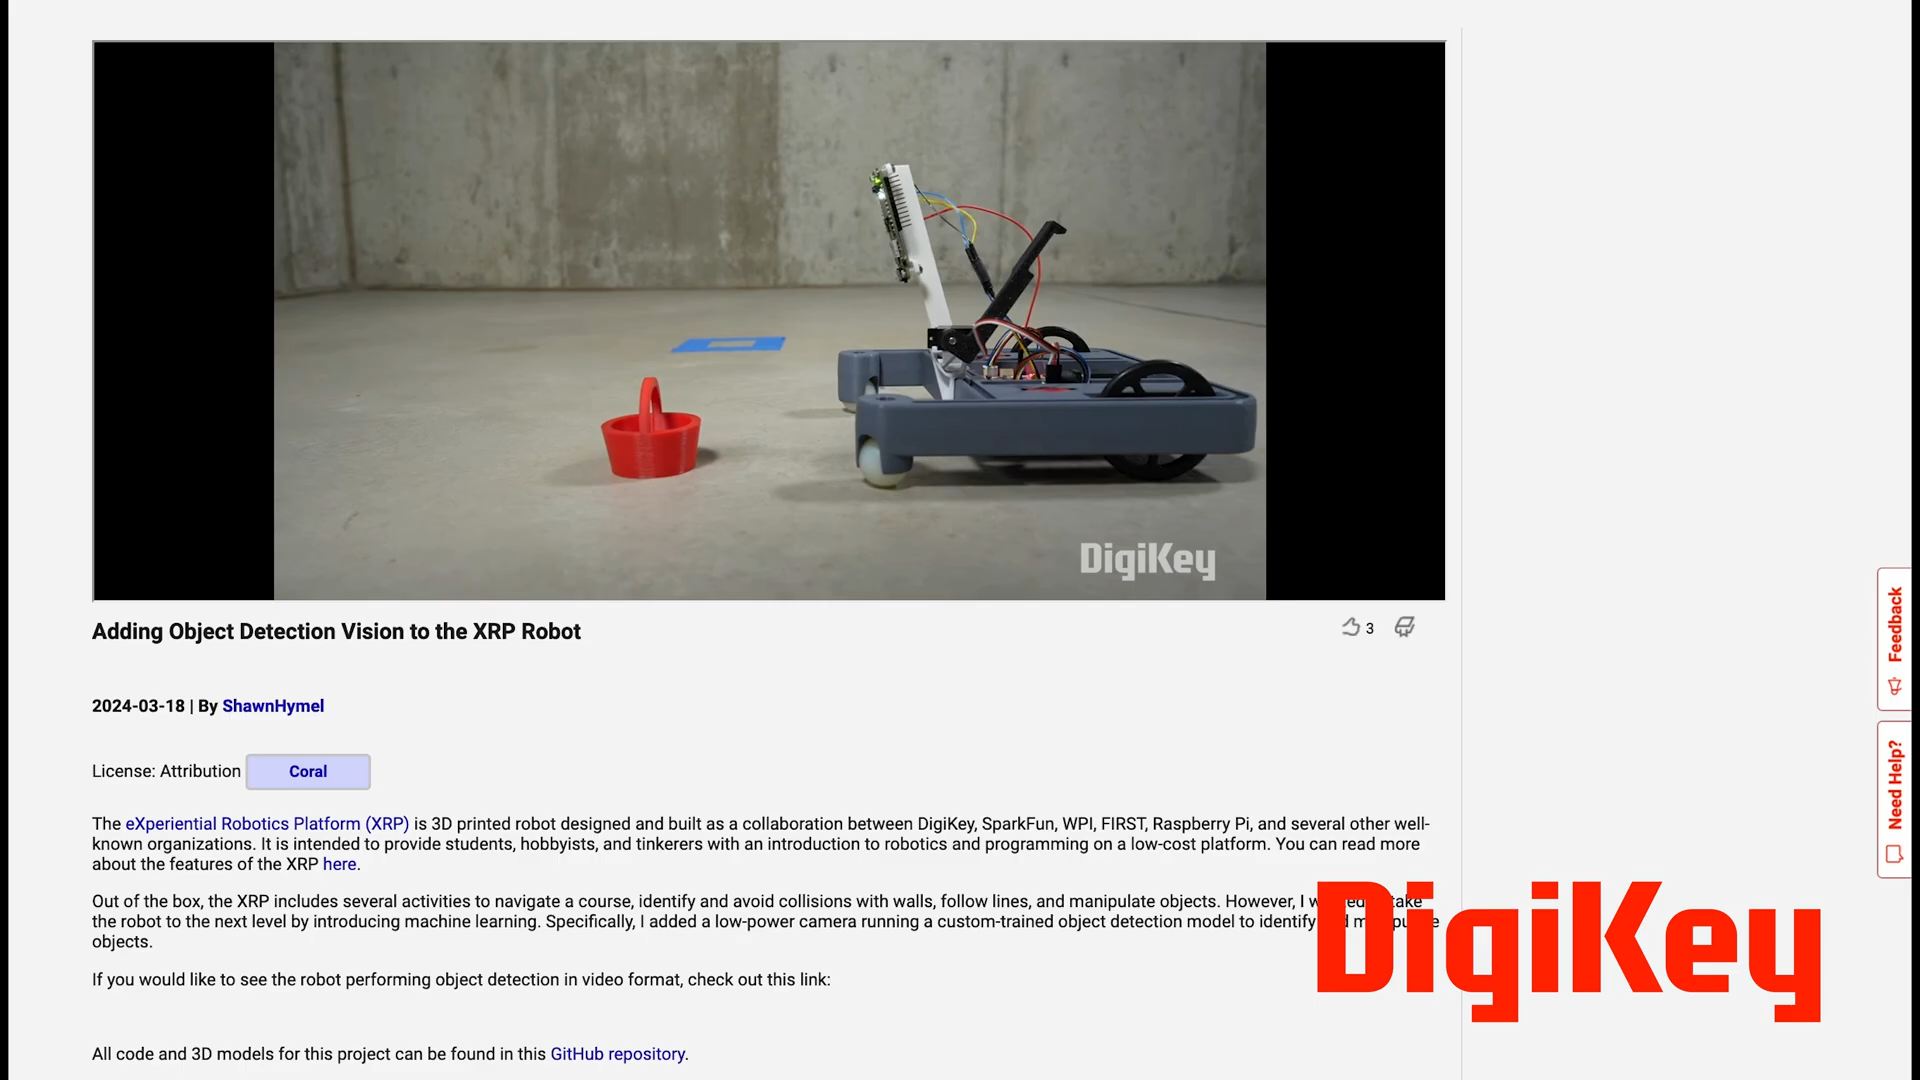 DigiKey
Adding Object Detection Vision to the XRP Robot
3
2024-03-18 | By ShawnHymel
License: Attribution Coral
The eXperiential Robotics Platform (XRP) is 3D printed robot designed and built as a collaboration between DigiKey, SparkFun, WPI, FIRST, Raspberry Pi, and several other well-
known organizations. It is intended to provide students, hobbyists, and tinkerers with an introduction to robotics and programming on a low-cost platform. You can read more
about the features of the XRP here.
Out of the box, the XRP includes several activities to navigate a course, identify and avoid collisions with walls, follow lines, and manipulate objects. However, I take
the robot to the next level by introducing machine learning. Specifically, I added a low-power camera running a custom-trained object detection model to identify
objects.
If you would like to see the robot performing object detection in video format, check out this link:
All code and 3D models for this project can be found in this GitHub repository.
Feedback
Need Help?
DigiKey